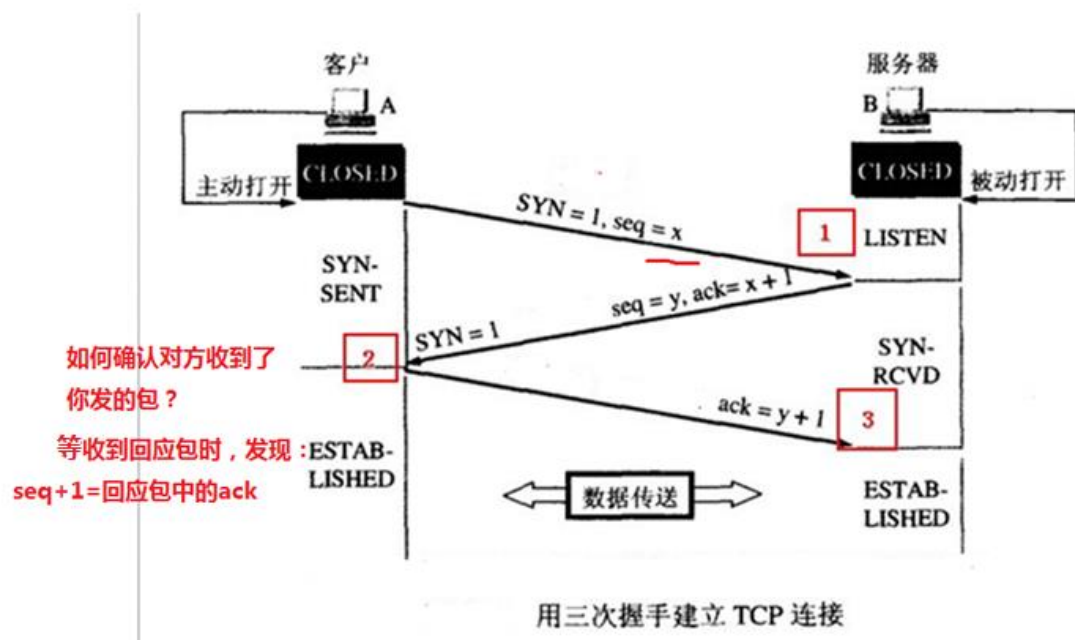 客户
服务器
A
B
CLOSED
CLOSED
主动打开
被动打开
SYN = 1, seq = x
1
LISTEN
SYN-
SENT
seq = y, ack= x + 1
SYN = 1
2
如何确认对方收到了
你发的包？
SYN-
RCVD
ack = y + 1
3
等收到回应包时，发现：
seq+1=回应包中的ack
ESTAB-
LISHED
数据传送
ESTAB-
LISHED
用三次握手建立 TCP 连接